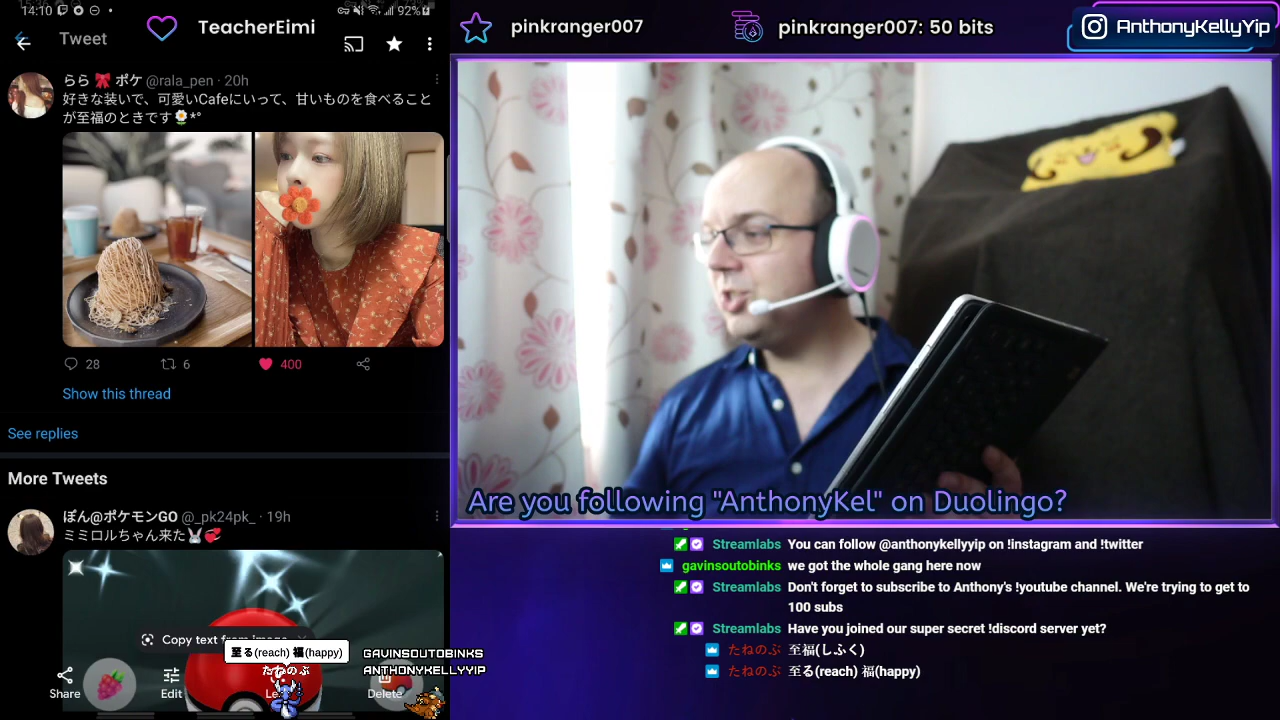 14:10
92%
TeacherEimi
Tweet
らら 🎀 ポケ @rala_pen · 20h
好きな装いで、可愛いCafeにいって、甘いものを食べること
が至福のときです🌼*°
28
6
400
Show this thread
See replies
More Tweets
ぽん@ポケモンGO @_pk24pk_ · 19h
ミミロルちゃん来た🐰💞
Copy text from image
至る(reach) 福(happy)
たねのぶ
GAVINSOUTOBINKS
ANTHONYKELLYYIP
Share
Edit
Delete
pinkranger007
pinkranger007: 50 bits
AnthonyKellyYip
Are you following "AnthonyKel" on Duolingo?
Streamlabs You can follow @anthonykellyyip on !instagram and !twitter
gavinsoutobinks we got the whole gang here now
Streamlabs Don't forget to subscribe to Anthony's !youtube channel. We're trying to get to
100 subs
Streamlabs Have you joined our super secret !discord server yet?
たねのぶ 至福(しふく)
たねのぶ 至る(reach) 福(happy)